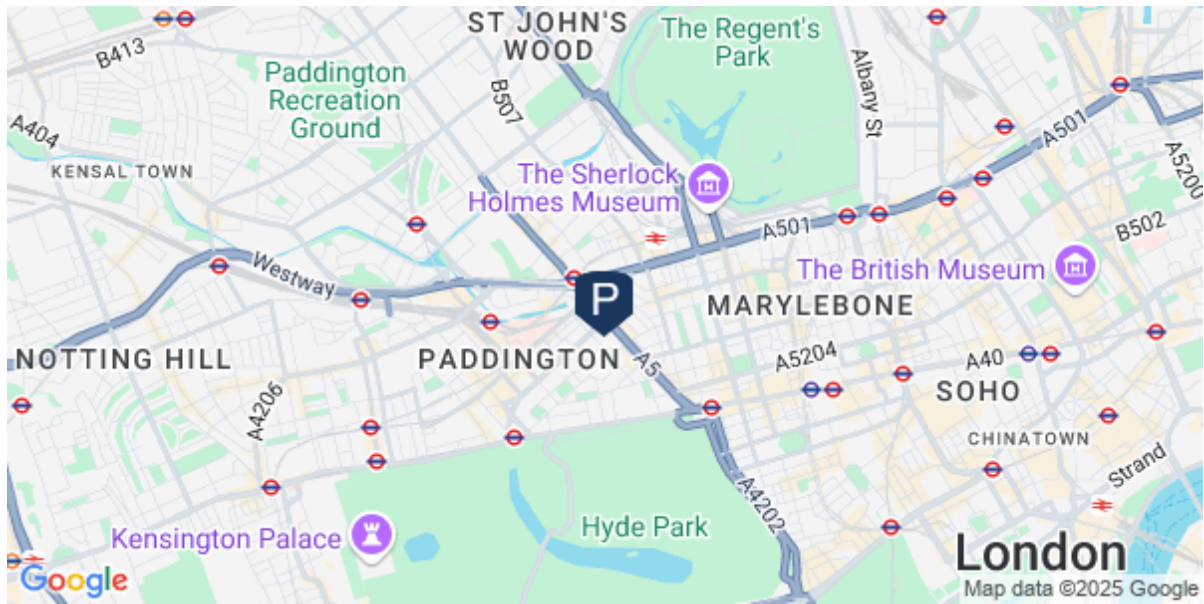 ST JOHN'S
WOOD
The Regent's
Park
B413
Paddington
Recreation
Ground
B507
Albany St
A501
A404
KENSAL TOWN
The Sherlock
Holmes Museum
A5200
B502
A501
Westway
The British Museum
P
MARYLEBONE
NOTTING HILL
PADDINGTON
A5
A5204
A40
SOHO
A4206
CHINATOWN
Strand
A4202
Kensington Palace
Hyde Park
London
Google
Map data ©2025 Google